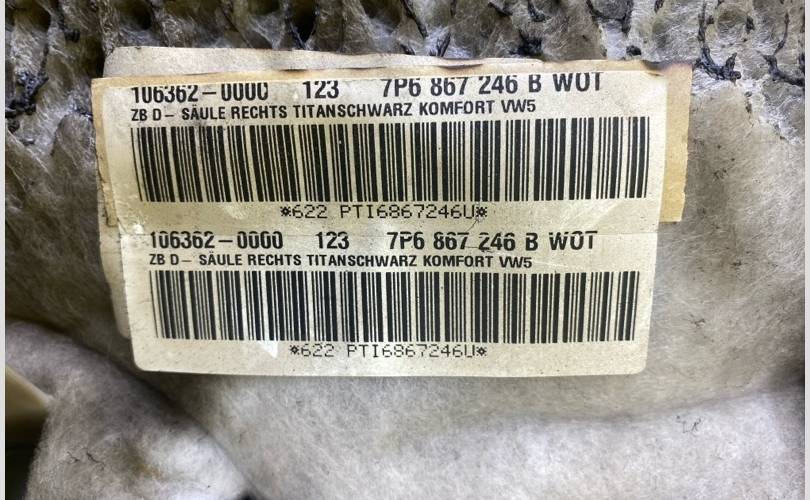 106362-0000 123 7P6 867 246 B WOT
ZB D- SÄULE RECHTS TITANSCHWARZ KOMFORT VW5
*622 PTI6867246U*
106362-0000 123 7P6 867 246 B WOT
ZB D- SÄULE RECHTS TITANSCHWARZ KOMFORT VW5
*622 PTI6867246U*